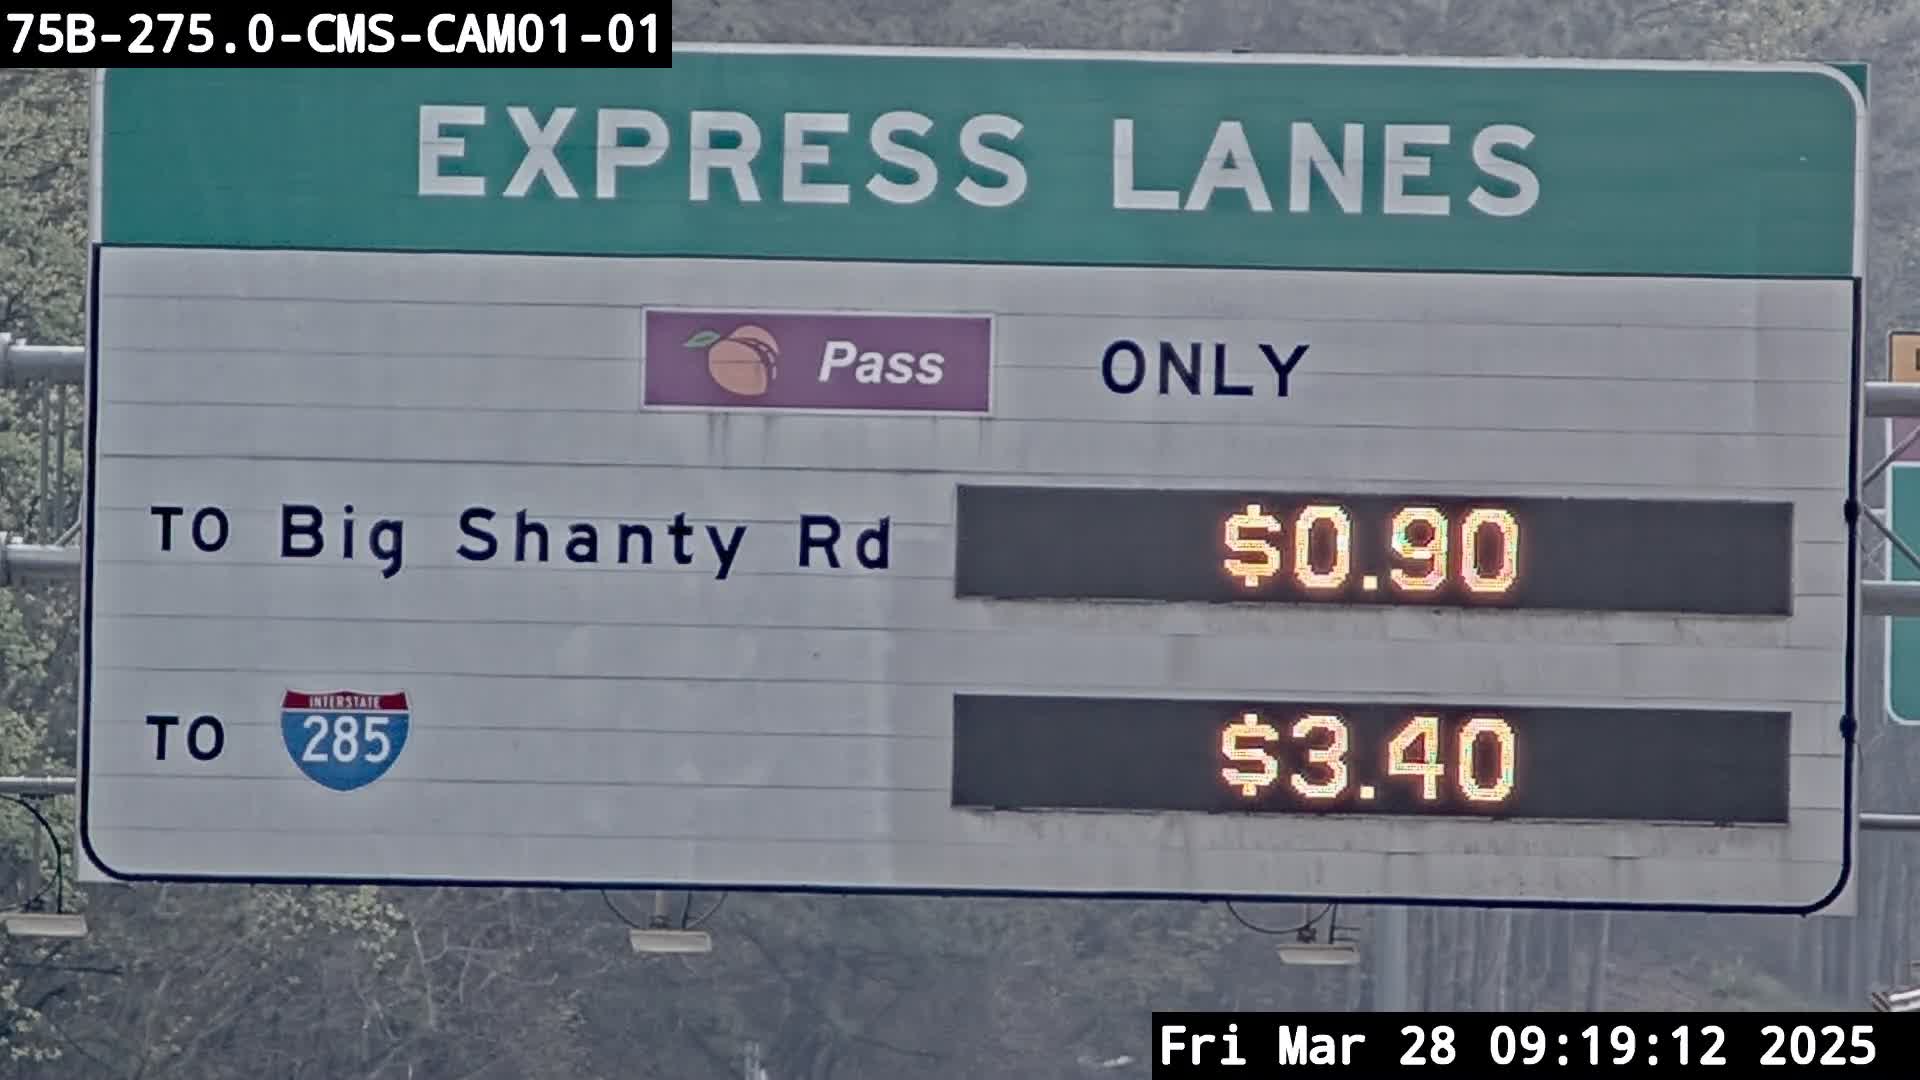 75B-275.0-CMS-CAM01-01
EXPRESS LANES
Pass ONLY
TO Big Shanty Rd $0.90
INTERSTATE
TO 285 $3.40
Fri Mar 28 09:19:12 2025